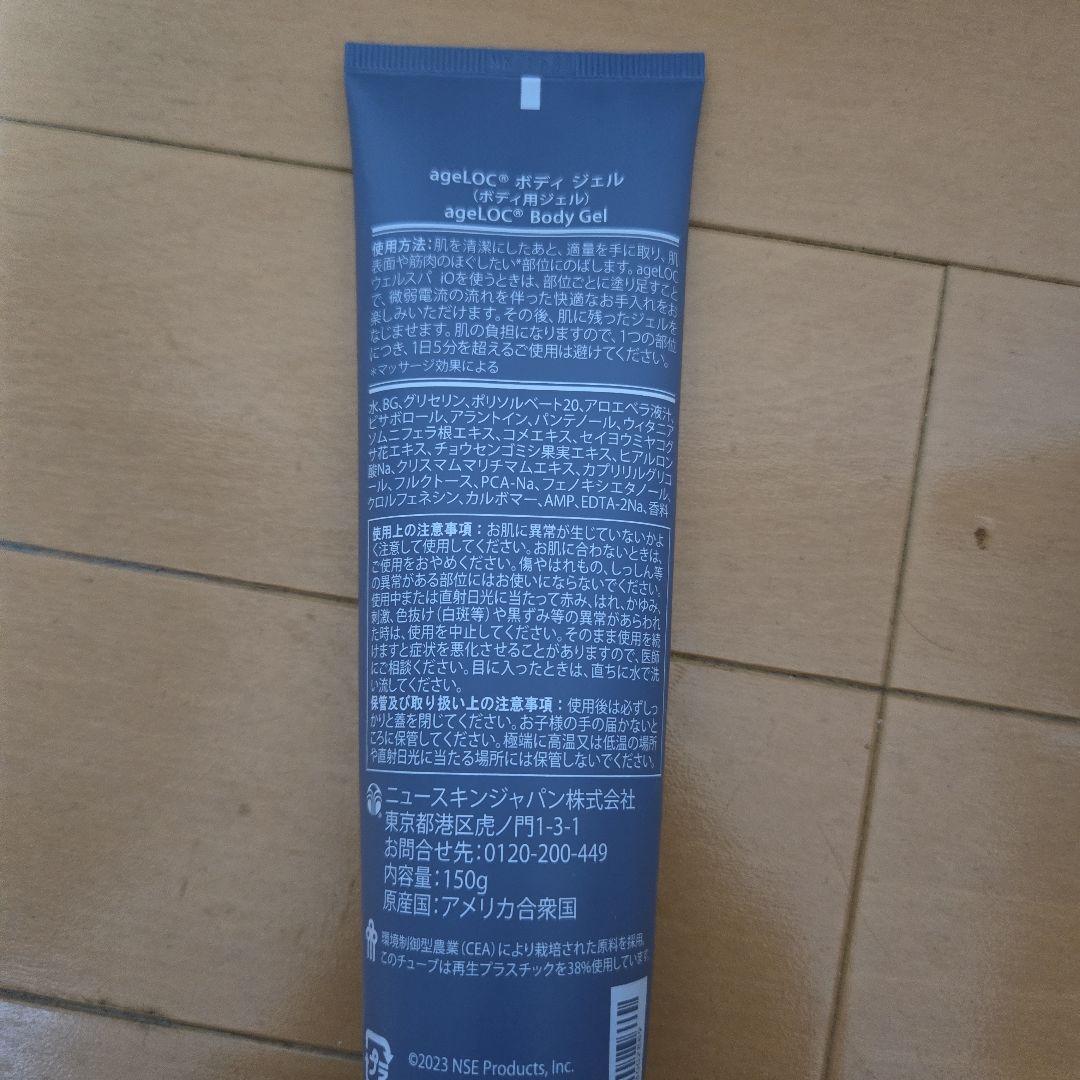 ageLOC® ボディ ジェル
(ボディ用ジェル)
ageLOC® Body Gel
使用方法:肌を清潔にしたあと、適量を手に取り、肌
表面や筋肉のほぐしたい*部位にのばします。ageLOC
ウェルスパ iOを使うときは、部位ごとに塗り足すこと
で、微弱電流の流れを伴った快適なお手入れをお
楽しみいただけます。その後、肌に残ったジェルを
なじませます。肌の負担になりますので、1つの部位
につき、1日5分を超えるご使用は避けてください。
*マッサージ効果による
水、BG、グリセリン、ポリソルベート20、アロエベラ液汁、
ビサボロール、アラントイン、パンテノール、ウィタニア
ソムニフェラ根エキス、コメエキス、セイヨウミヤコグ
サ花エキス、チョウセンゴミシ果実エキス、ヒアルロン
酸Na、クリスマムマリチマムエキス、カプリリルグリコ
ール、フルクトース、PCA-Na、フェノキシエタノール、
クロルフェネシン、カルボマー、AMP、EDTA-2Na、香料
使用上の注意事項:お肌に異常が生じていないかよ
く注意して使用してください。お肌に合わないときは、
ご使用をおやめください。傷やはれもの、しっしん等
の異常がある部位にはお使いにならないでください。
使用中または直射日光に当たって赤み、はれ、かゆみ、
刺激、色抜け(白斑等)や黒ずみ等の異常があらわれ
た時は、使用を中止してください。そのまま使用を続
けますと症状を悪化させることがありますので、医師
にご相談ください。目に入ったときは、直ちに水で洗
い流してください。
保管及び取り扱い上の注意事項:使用後は必ずしっ
かりと蓋を閉じてください。お子様の手の届かないと
ころに保管してください。極端に高温又は低温の場所
や直射日光に当たる場所には保管しないでください。
ニュースキンジャパン株式会社
東京都港区虎ノ門1-3-1
お問合せ先:0120-200-449
内容量:150g
原産国:アメリカ合衆国
環境制御型農業(CEA)により栽培された原料を採用。
このチューブは再生プラスチックを38%使用しています。
©2023 NSE Products, Inc.
プラ